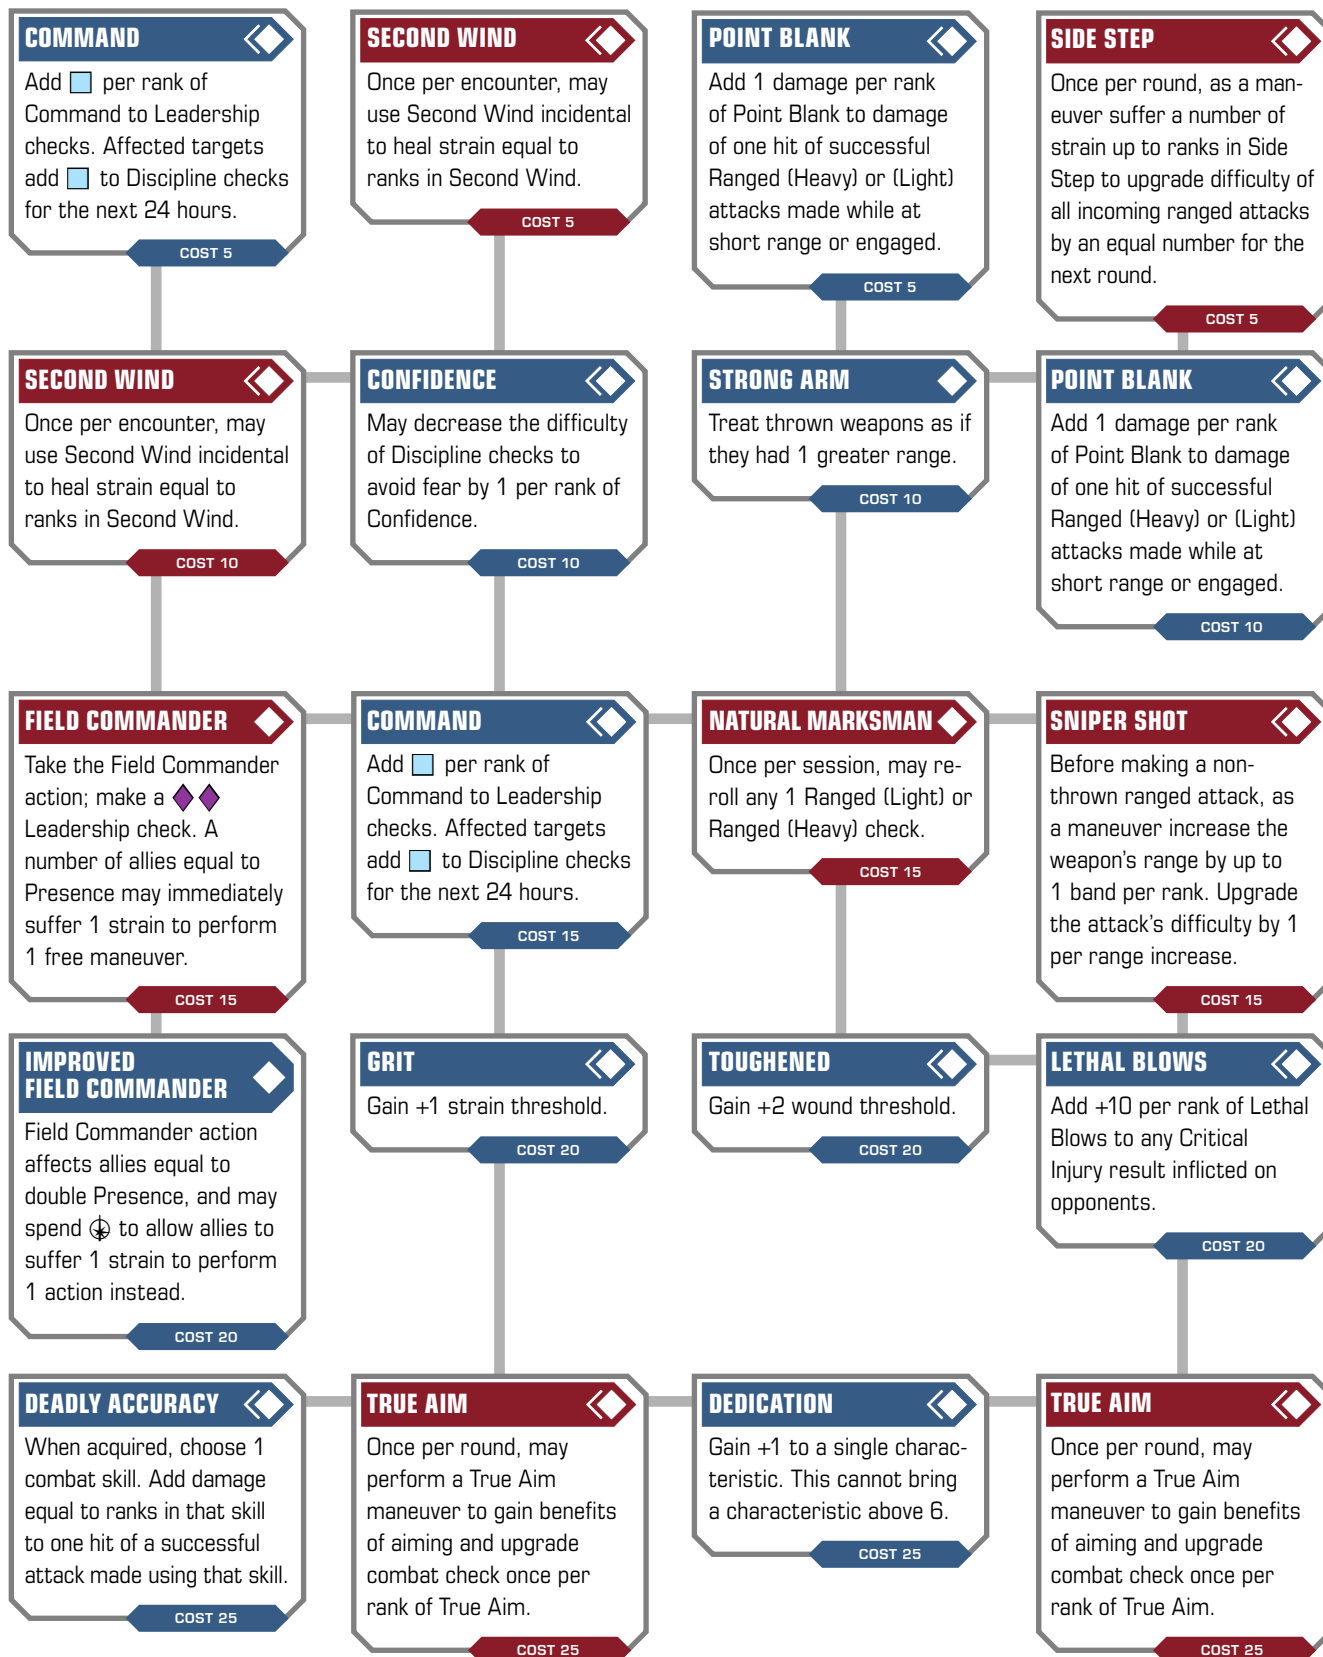 COMMAND
Add per rank of
Command to Leadership
checks. Affected targets
add to Discipline checks
for the next 24 hours.
COST 5
SECOND WIND
Once per encounter, may
use Second Wind incidental
to heal strain equal to
ranks in Second Wind.
COST 5
POINT BLANK
Add 1 damage per rank
of Point Blank to damage
of one hit of successful
Ranged (Heavy) or (Light)
attacks made while at
short range or engaged.
COST 5
SIDE STEP
Once per round, as a man-
euver suffer a number of
strain up to ranks in Side
Step to upgrade difficulty of
all incoming ranged attacks
by an equal number for the
next round.
COST 5
SECOND WIND
Once per encounter, may
use Second Wind incidental
to heal strain equal to
ranks in Second Wind.
COST 10
CONFIDENCE
May decrease the difficulty
of Discipline checks to
avoid fear by 1 per rank of
Confidence.
COST 10
STRONG ARM
Treat thrown weapons as if
they had 1 greater range.
COST 10
POINT BLANK
Add 1 damage per rank
of Point Blank to damage
of one hit of successful
Ranged (Heavy) or (Light)
attacks made while at
short range or engaged.
COST 10
FIELD COMMANDER
Take the Field Commander
action; make a
Leadership check. A
number of allies equal to
Presence may immediately
suffer 1 strain to perform
1 free maneuver.
COST 15
COMMAND
Add per rank of
Command to Leadership
checks. Affected targets
add to Discipline checks
for the next 24 hours.
COST 15
NATURAL MARKSMAN
Once per session, may re-
roll any 1 Ranged (Light) or
Ranged (Heavy) check.
COST 15
SNIPER SHOT
Before making a non-
thrown ranged attack, as
a maneuver increase the
weapon's range by up to
1 band per rank. Upgrade
the attack's difficulty by 1
per range increase.
COST 15
IMPROVED
FIELD COMMANDER
Field Commander action
affects allies equal to
double Presence, and may
spend to allow allies to
suffer 1 strain to perform
1 action instead.
COST 20
GRIT
Gain +1 strain threshold.
COST 20
TOUGHENED
Gain +2 wound threshold.
COST 20
LETHAL BLOWS
Add +10 per rank of Lethal
Blows to any Critical
Injury result inflicted on
opponents.
COST 20
DEADLY ACCURACY
When acquired, choose 1
combat skill. Add damage
equal to ranks in that skill
to one hit of a successful
attack made using that skill.
COST 25
TRUE AIM
Once per round, may
perform a True Aim
maneuver to gain benefits
of aiming and upgrade
combat check once per
rank of True Aim.
COST 25
DEDICATION
Gain +1 to a single charac-
teristic. This cannot bring
a characteristic above 6.
COST 25
TRUE AIM
Once per round, may
perform a True Aim
maneuver to gain benefits
of aiming and upgrade
combat check once per
rank of True Aim.
COST 25